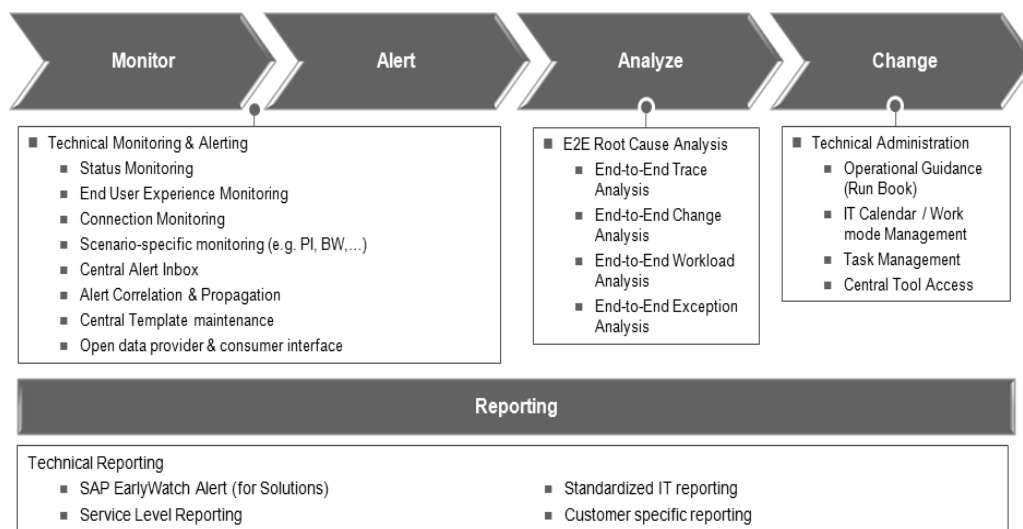 Monitor
Alert
Analyze
Change
Technical Monitoring & Alerting
Status Monitoring
End User Experience Monitoring
Connection Monitoring
Scenario-specific monitoring (e.g. PI, BW,…)
Central Alert Inbox
Alert Correlation & Propagation
Central Template maintenance
Open data provider & consumer interface
E2E Root Cause Analysis
End-to-End Trace
Analysis
End-to-End Change
Analysis
End-to-End Workload
Analysis
End-to-End Exception
Analysis
Technical Administration
Operational Guidance
(Run Book)
IT Calendar / Work
mode Management
Task Management
Central Tool Access
Reporting
Technical Reporting
SAP EarlyWatch Alert (for Solutions)
Service Level Reporting
Standardized IT reporting
Customer specific reporting